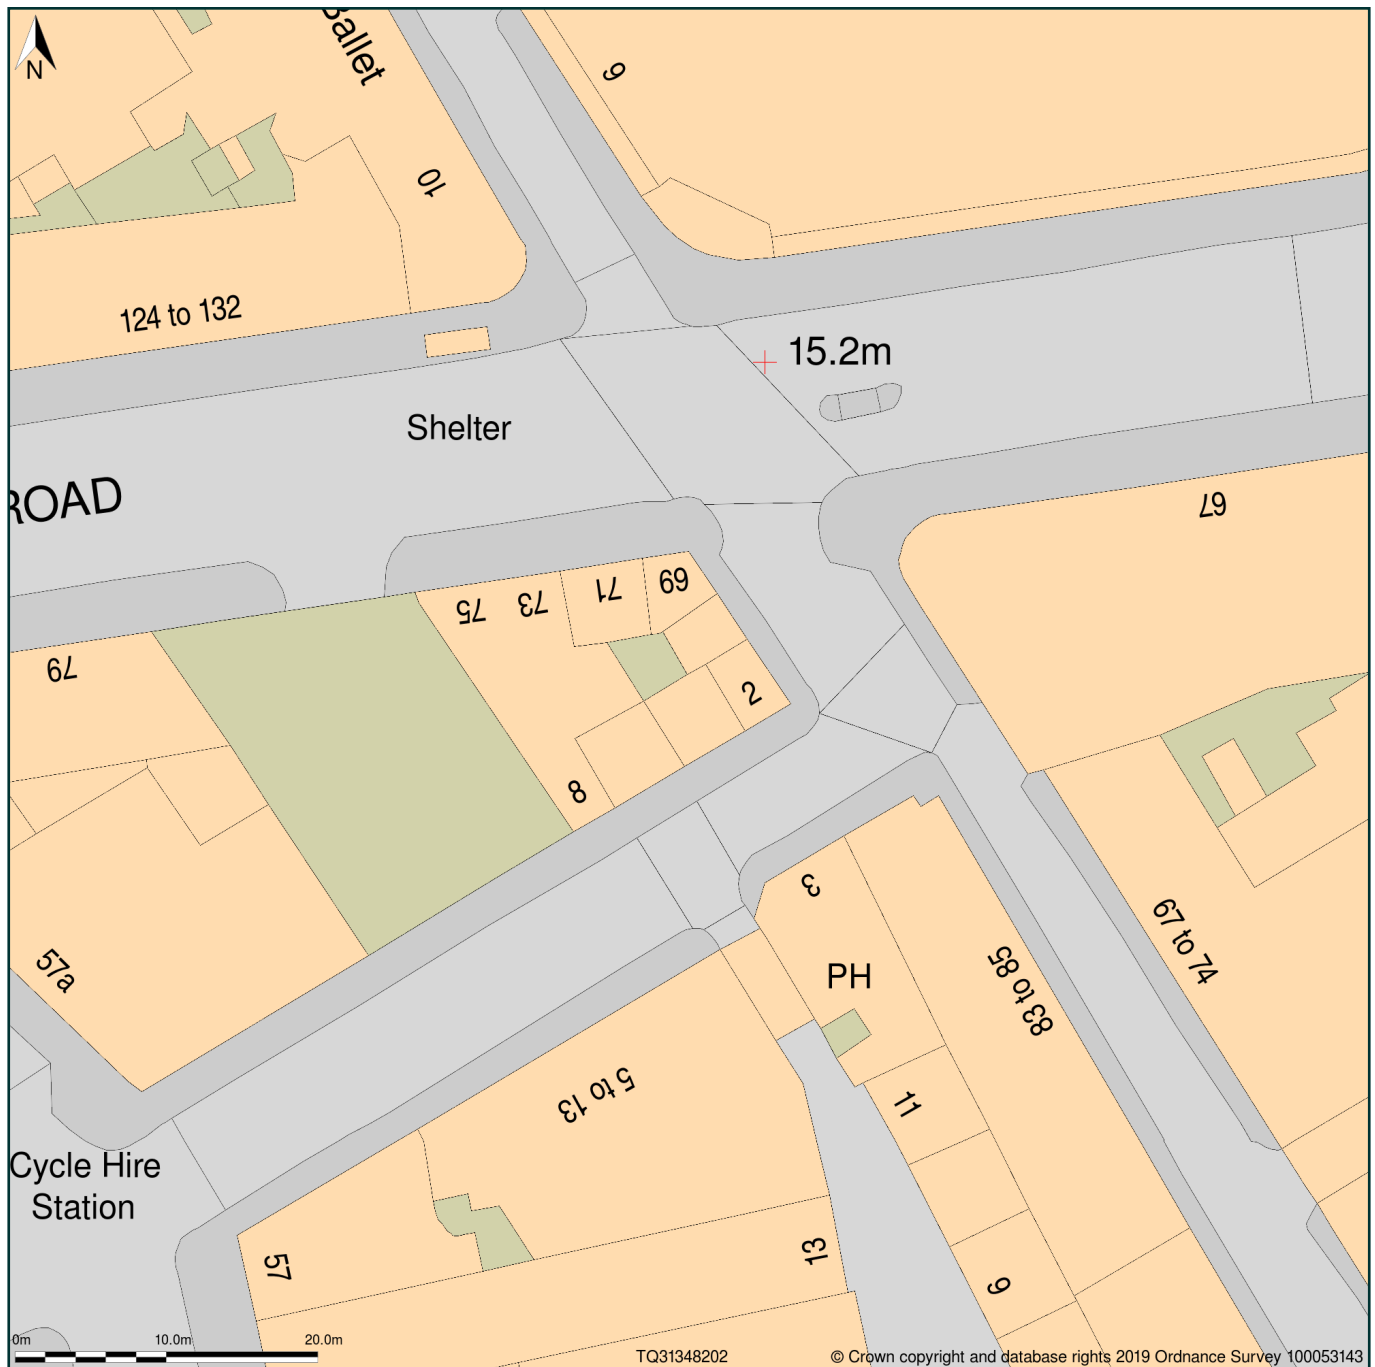 Ballet
N
9
10
124 to 132
15.2m
Shelter
ROAD
67
75
73
71
69
79
2
8
3
57a
PH
83 to 85
67 to 74
5 to 13
11
Cycle Hire
Station
57
13
9
0m 10.0m 20.0m
TQ31348202
© Crown copyright and database rights 2019 Ordnance Survey 100053143